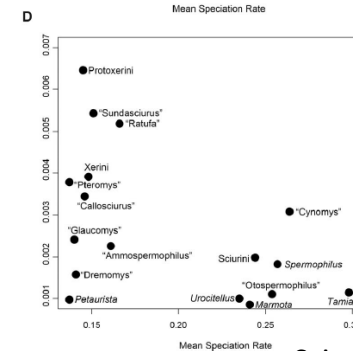 Mean Speciation Rate
D
0.007
0.006
0.005
0.004
0.003
0.002
0.001
Protoxerini
"Sundasciurus"
"Ratufa"
Xerini
"Pteromys"
"Callosciurus"
"Cynomys"
"Glaucomys"
"Ammospermophilus"
Sciurini
Spermophilus
"Dremomys"
"Otospermophilus"
Petaurista
Urocitellus
Marmota
Tamia
0.15
0.20
0.25
Mean Speciation Rate